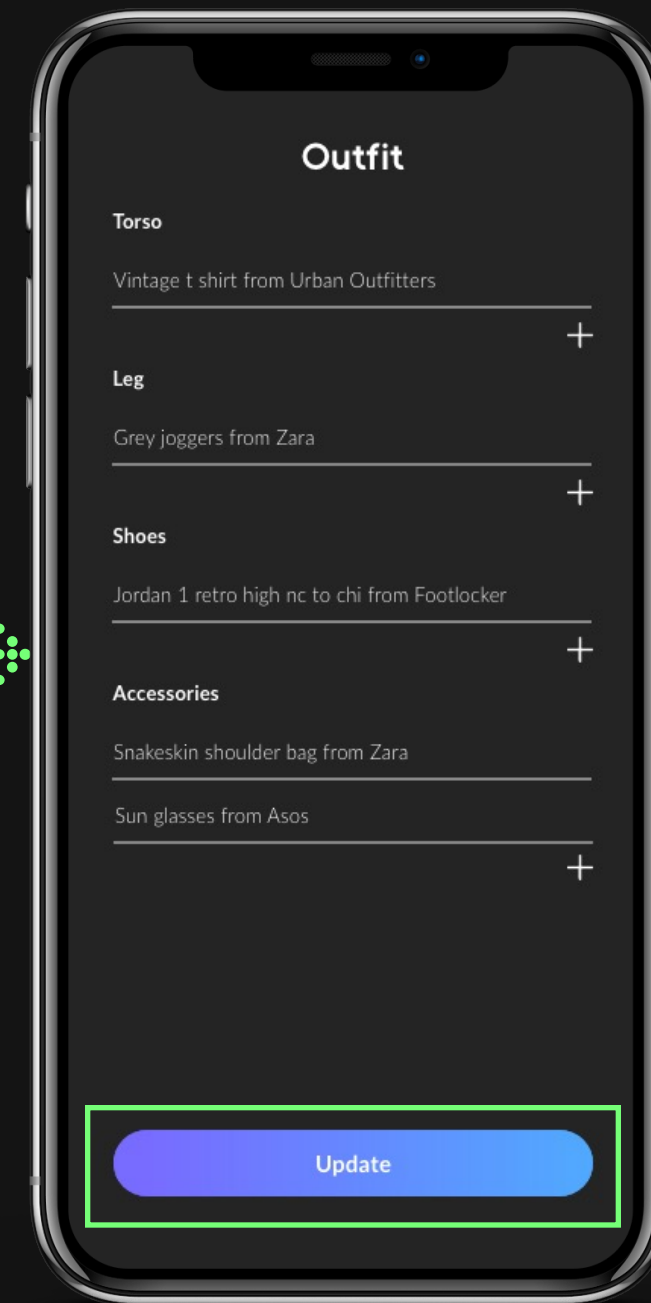 Outfit
Torso
Vintage t shirt from Urban Outfitters
Leg
Grey joggers from Zara
Shoes
Jordan 1 retro high nc to chi from Footlocker
Accessories
Snakeskin shoulder bag from Zara
Sun glasses from Asos
Update